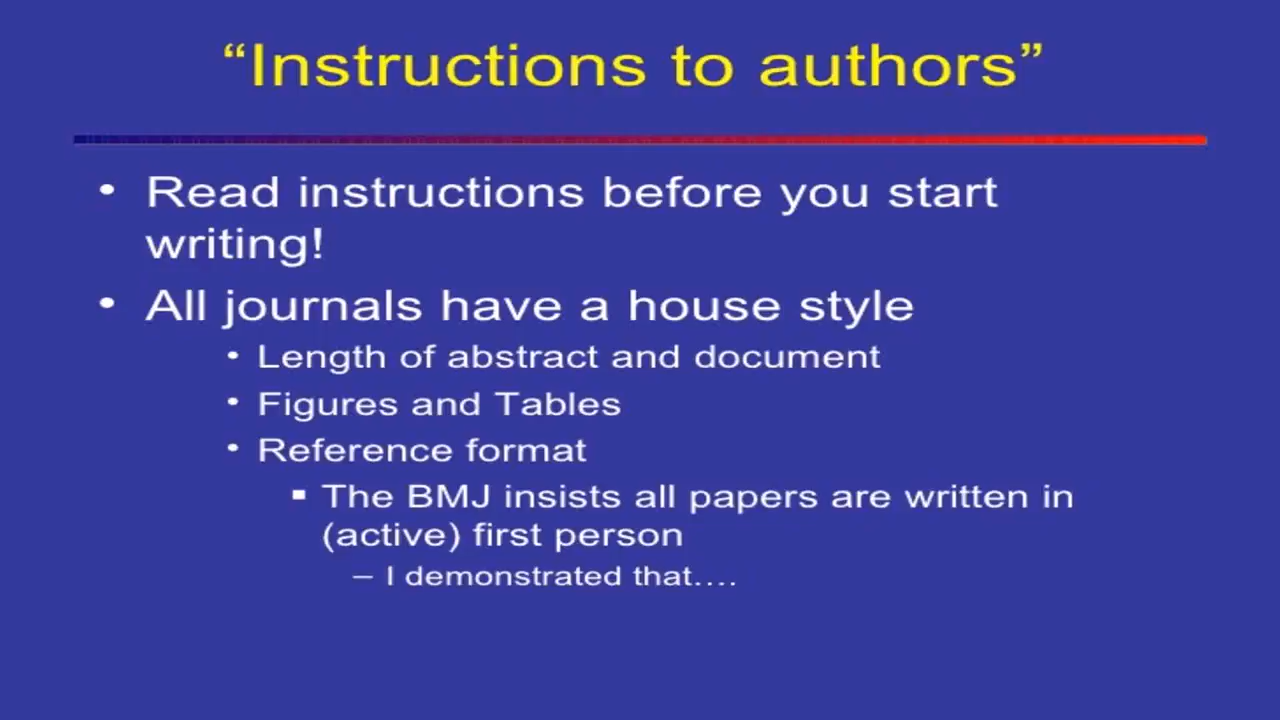 “Instructions to authors”
• Read instructions before you start
writing!
• All journals have a house style
• Length of abstract and document
• Figures and Tables
• Reference format
▪ The BMJ insists all papers are written in
(active) first person
– I demonstrated that….